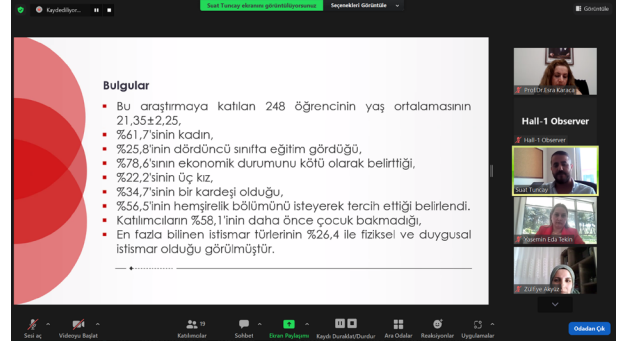 Kaydediliyor...
Suat Tuncay ekranını görüntülüyorsunuz
Seçenekleri Görüntüle
Görüntüle
Bulgular
Bu araştırmaya katılan 248 öğrencinin yaş ortalamasının
21,35±2,25,
%61,7'sinin kadın,
%25,8'inin dördüncü sınıfta eğitim gördüğü,
%78,6'sının ekonomik durumunu kötü olarak belirttiği,
%22,2'sinin üç kız,
%34,7'sinin bir kardeşi olduğu,
%56,5'inin hemşirelik bölümünü isteyerek tercih ettiği belirlendi.
Katılımcıların %58,1'inin daha önce çocuk bakmadığı,
En fazla bilinen istismar türlerinin %26,4 ile fiziksel ve duygusal
istismar olduğu görülmüştür.
Prof.Dr.Esra Karaca
Hall-1 Observer
Hall-1 Observer
Suat Tuncay
Yasemin Eda Tekin
Zülfiye Akyüz
Sesi aç
Videoyu Başlat
19
Katılımcılar
Sohbet
Ekran Paylaşımı
Kaydı Duraklat/Durdur
Ara Odalar
Reaksiyonlar
Uygulamalar
Odadan Çık